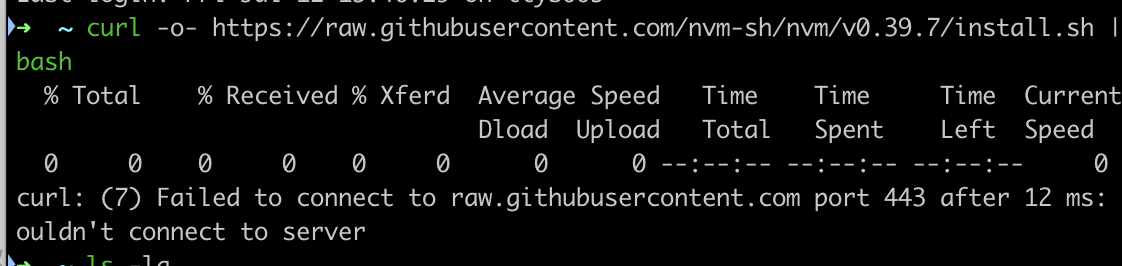 ➜ ~ curl -o- https://raw.githubusercontent.com/nvm-sh/nvm/v0.39.7/install.sh |
bash
% Total % Received % Xferd Average Speed Time Time Time Current
Dload Upload Total Spent Left Speed
0 0 0 0 0 0 0 0 --:--:-- --:--:-- --:--:-- 0
curl: (7) Failed to connect to raw.githubusercontent.com port 443 after 12 ms:
ouldn't connect to server
➜ ~ ls